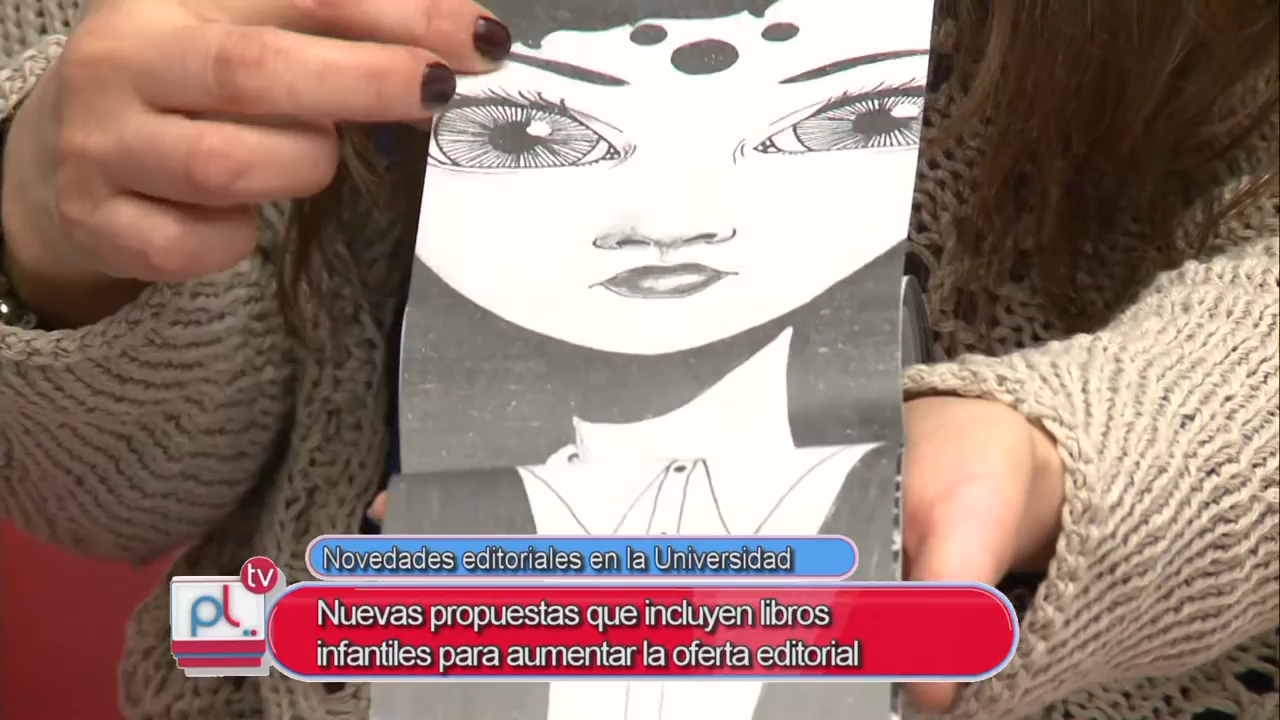 Novedades editoriales en la Universidad
tv
pl..
Nuevas propuestas que incluyen libros
infantiles para aumentar la oferta editorial